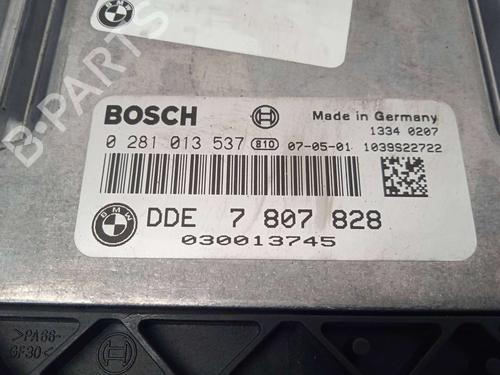 B-PARTS
BOSCH
Made in Germany
1334 0207
0 281 013 537 810 07-05-01 1039S22722
BMW
DDE 7 807 828
030013745
>PA66-
GF30<